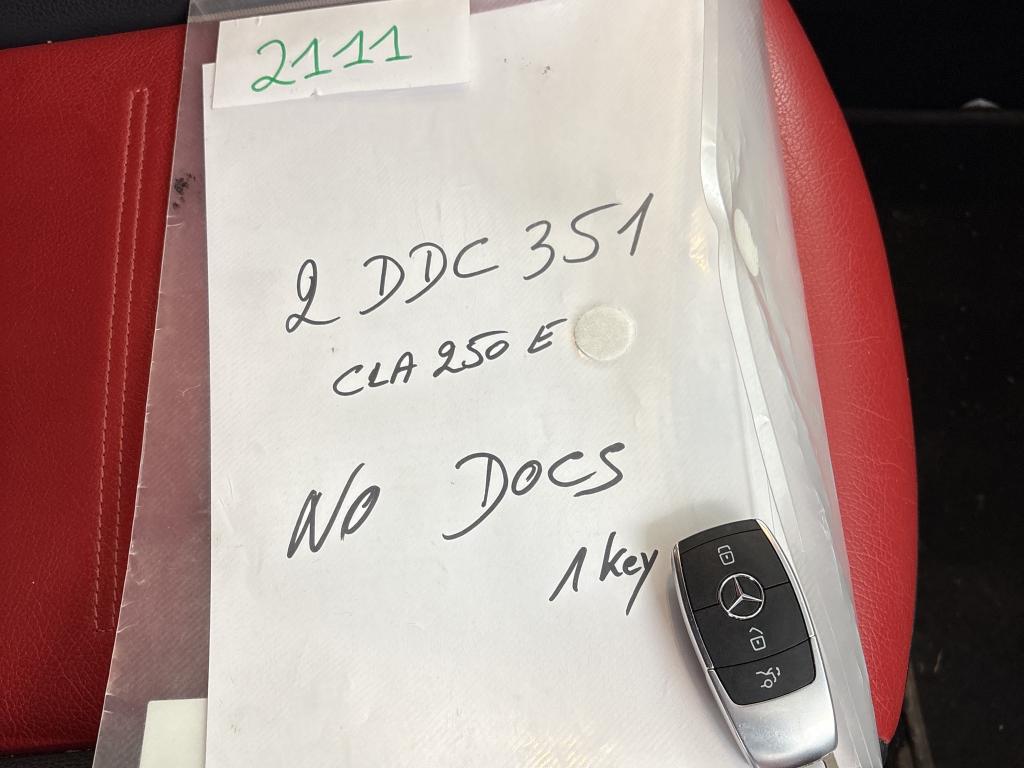 2111
2 DDC 351
CLA 250 E
NO DOCS
1 key